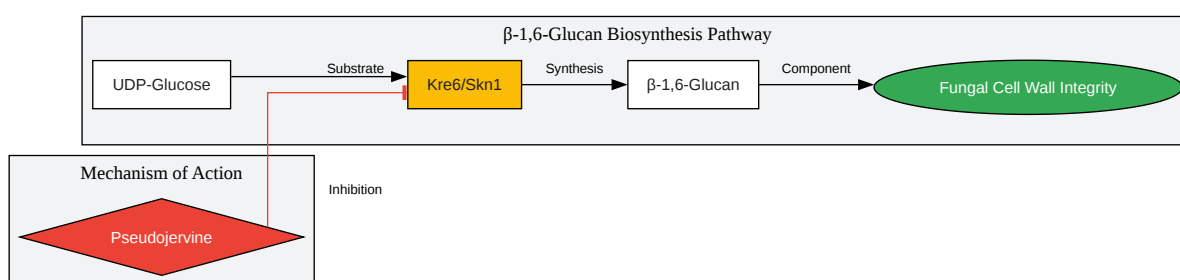 β-1,6-Glucan Biosynthesis Pathway
UDP-Glucose
Substrate
Kre6/Skn1
Synthesis
β-1,6-Glucan
Component
Fungal Cell Wall Integrity
Mechanism of Action
Inhibition
Pseudojervine